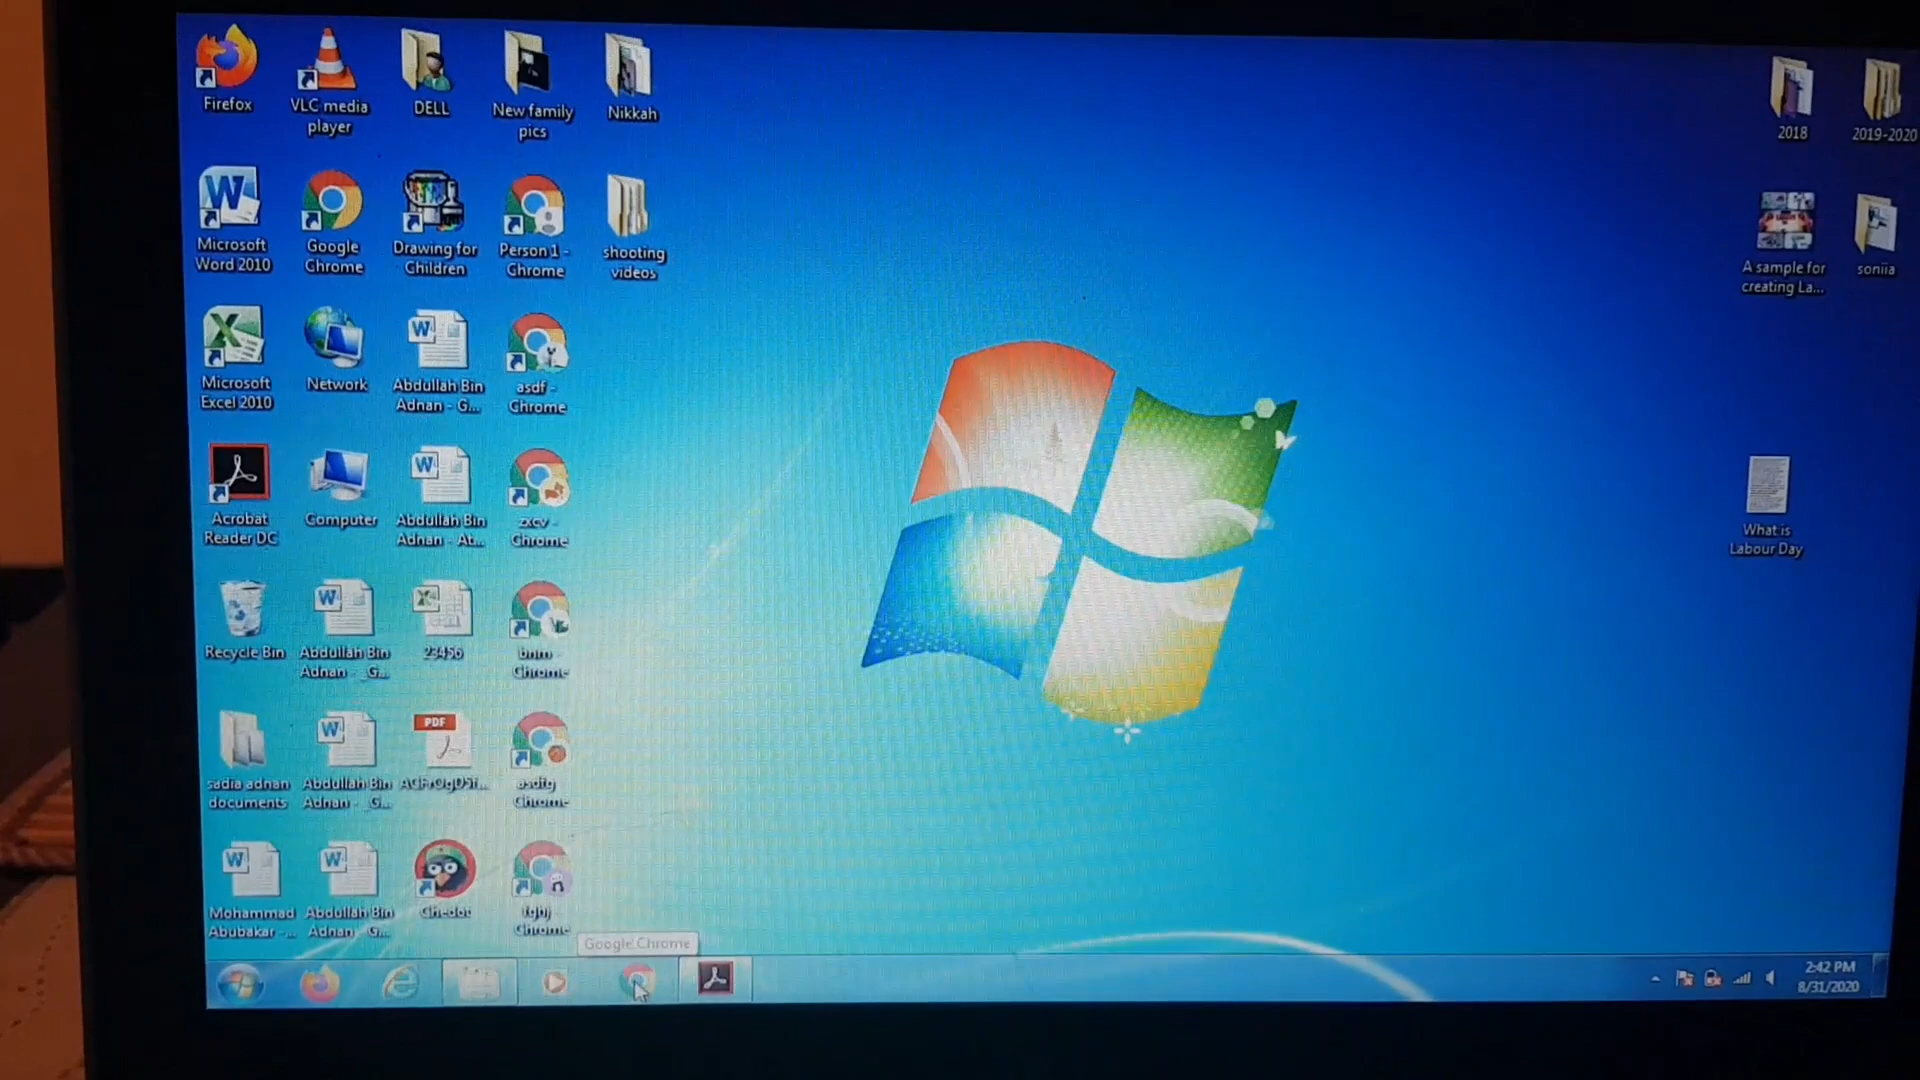 Firefox
VLC media
player
DELL
New family
pics
Nikkah
2018
2019-2020
Microsoft
Word 2010
Google
Chrome
Drawing for
Children
Person 1 -
Chrome
shooting
videos
A sample for
creating La...
soniia
Microsoft
Excel 2010
Network
Abdullah Bin
Adnan - G...
asdf -
Chrome
Acrobat
Reader DC
Computer
Abdullah Bin
Adnan - At...
zxcv -
Chrome
What is
Labour Day
Recycle Bin
Abdullah Bin
Adnan - _G...
23456
bnm -
Chrome
sadia adnan
documents
Abdullah Bin
Adnan - _G...
PDF
asdfg
Chrome
Mohammad
Abubakar -...
Abdullah Bin
Adnan - G...
Chedot
fghj -
Chrome
Google Chrome
2:42 PM
8/31/2020